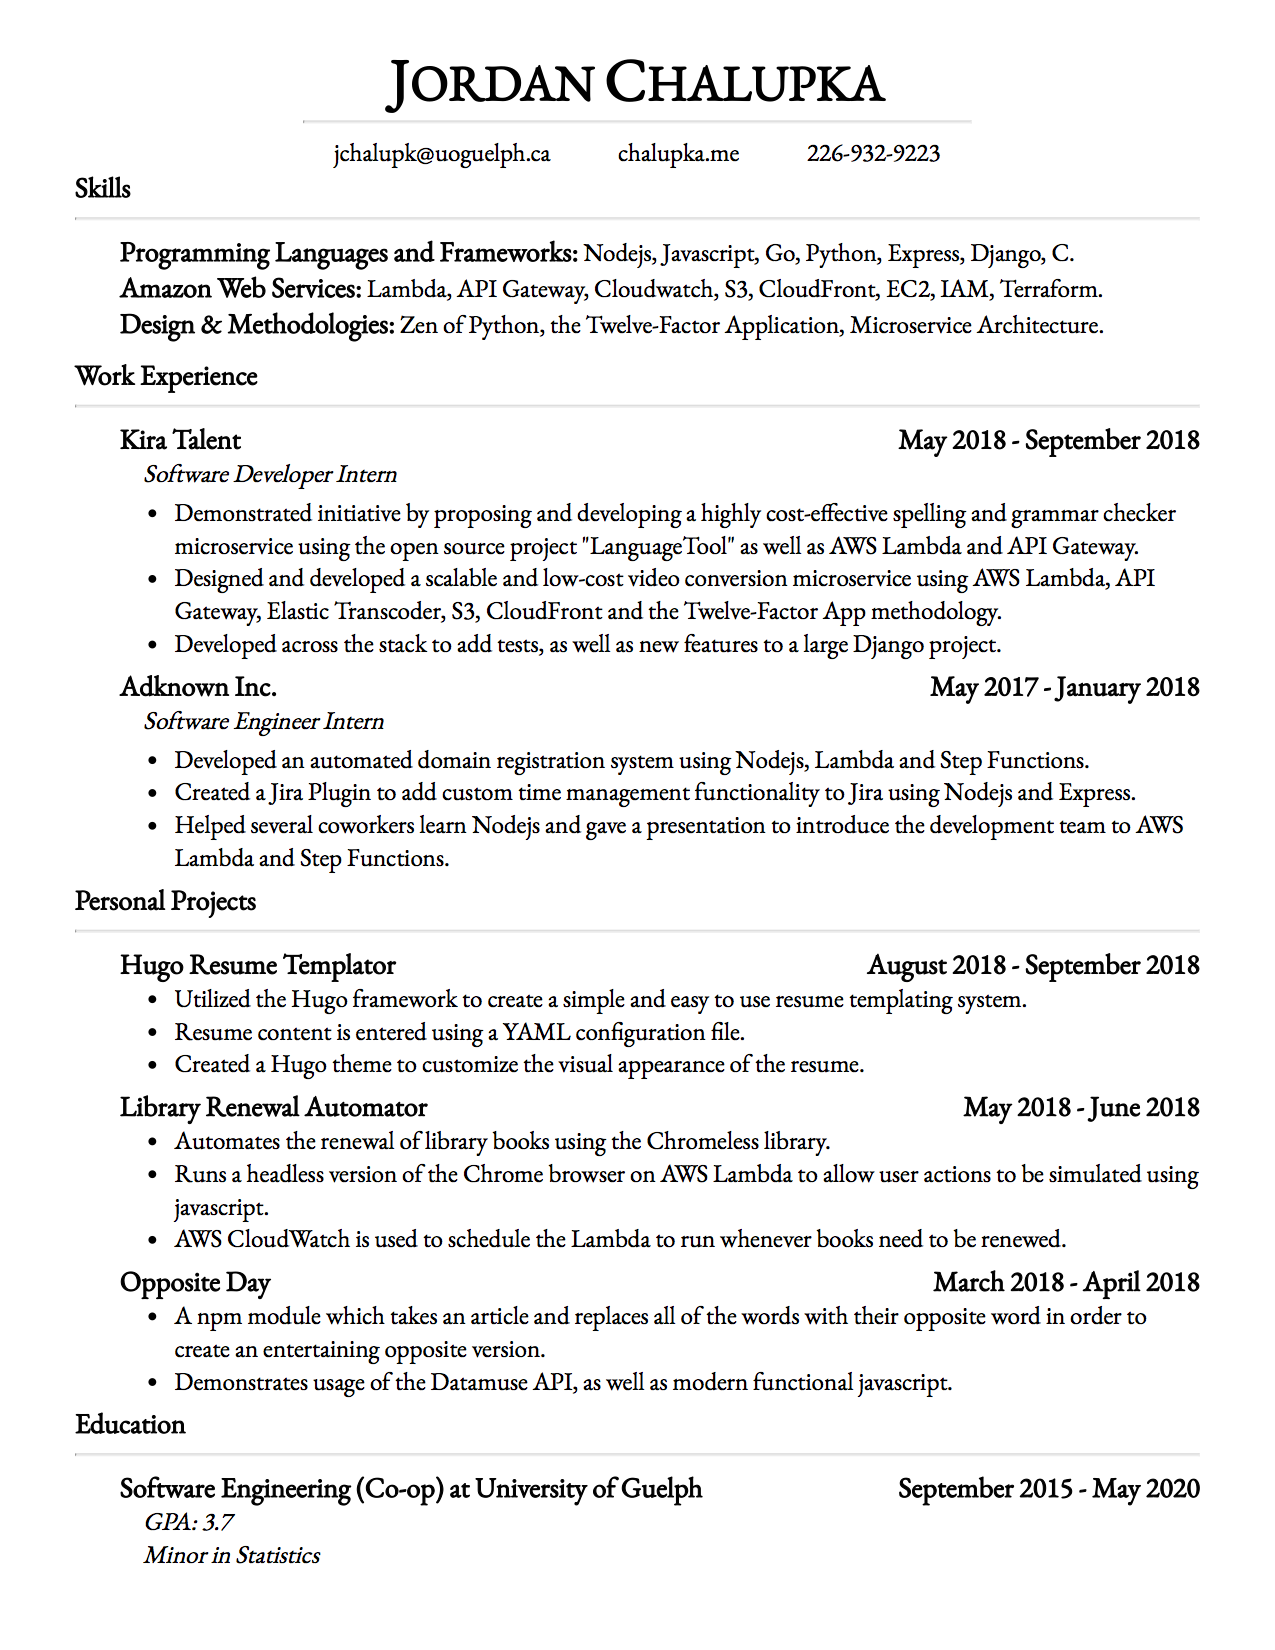 JORDAN CHALUPKA
jchalupk@uoguelph.ca chalupka.me 226-932-9223
Skills
Programming Languages and Frameworks: Nodejs, Javascript, Go, Python, Express, Django, C.
Amazon Web Services: Lambda, API Gateway, Cloudwatch, S3, CloudFront, EC2, IAM, Terraform.
Design & Methodologies: Zen of Python, the Twelve-Factor Application, Microservice Architecture.
Work Experience
Kira Talent May 2018 - September 2018
Software Developer Intern
• Demonstrated initiative by proposing and developing a highly cost-effective spelling and grammar checker
microservice using the open source project "LanguageTool" as well as AWS Lambda and API Gateway.
• Designed and developed a scalable and low-cost video conversion microservice using AWS Lambda, API
Gateway, Elastic Transcoder, S3, CloudFront and the Twelve-Factor App methodology.
• Developed across the stack to add tests, as well as new features to a large Django project.
Adknown Inc. May 2017 - January 2018
Software Engineer Intern
• Developed an automated domain registration system using Nodejs, Lambda and Step Functions.
• Created a Jira Plugin to add custom time management functionality to Jira using Nodejs and Express.
• Helped several coworkers learn Nodejs and gave a presentation to introduce the development team to AWS
Lambda and Step Functions.
Personal Projects
Hugo Resume Templator August 2018 - September 2018
• Utilized the Hugo framework to create a simple and easy to use resume templating system.
• Resume content is entered using a YAML configuration file.
• Created a Hugo theme to customize the visual appearance of the resume.
Library Renewal Automator May 2018 - June 2018
• Automates the renewal of library books using the Chromeless library.
• Runs a headless version of the Chrome browser on AWS Lambda to allow user actions to be simulated using
javascript.
• AWS CloudWatch is used to schedule the Lambda to run whenever books need to be renewed.
Opposite Day March 2018 - April 2018
• A npm module which takes an article and replaces all of the words with their opposite word in order to
create an entertaining opposite version.
• Demonstrates usage of the Datamuse API, as well as modern functional javascript.
Education
Software Engineering (Co-op) at University of Guelph September 2015 - May 2020
GPA: 3.7
Minor in Statistics